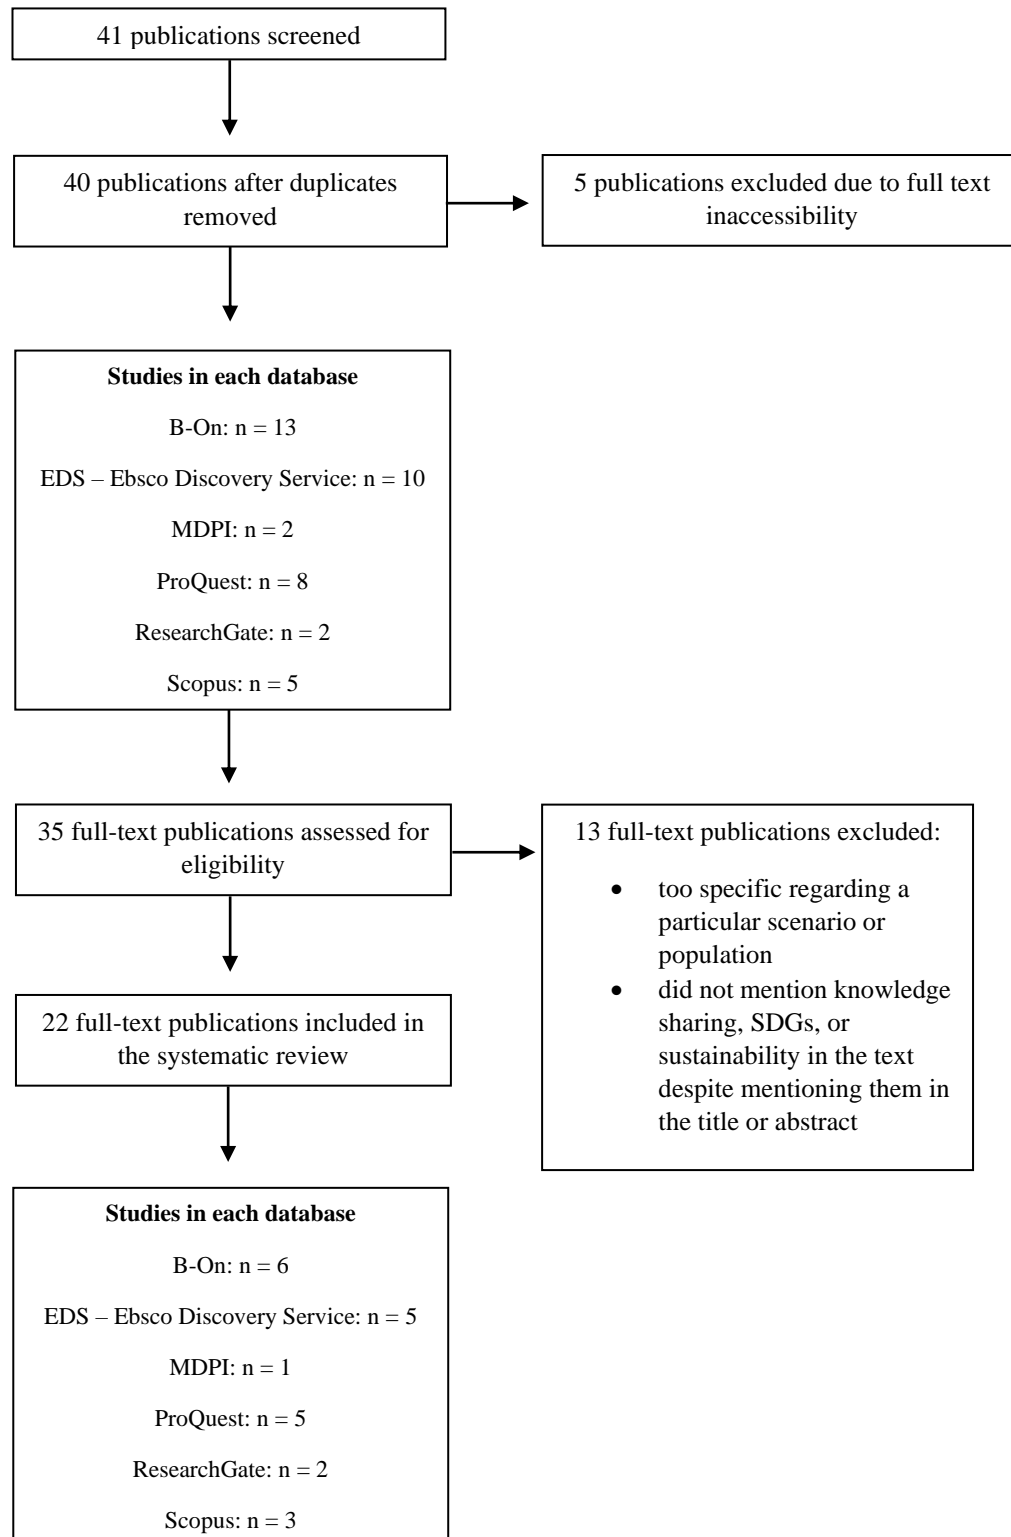 41 publications screened
40 publications after duplicates
removed
5 publications excluded due to full text
inaccessibility
Studies in each database
B-On: n = 13
EDS – Ebsco Discovery Service: n = 10
MDPI: n = 2
ProQuest: n = 8
ResearchGate: n = 2
Scopus: n = 5
35 full-text publications assessed for
eligibility
13 full-text publications excluded:
• too specific regarding a
particular scenario or
population
• did not mention knowledge
sharing, SDGs, or
sustainability in the text
despite mentioning them in
the title or abstract
22 full-text publications included in
the systematic review
Studies in each database
B-On: n = 6
EDS – Ebsco Discovery Service: n = 5
MDPI: n = 1
ProQuest: n = 5
ResearchGate: n = 2
Scopus: n = 3